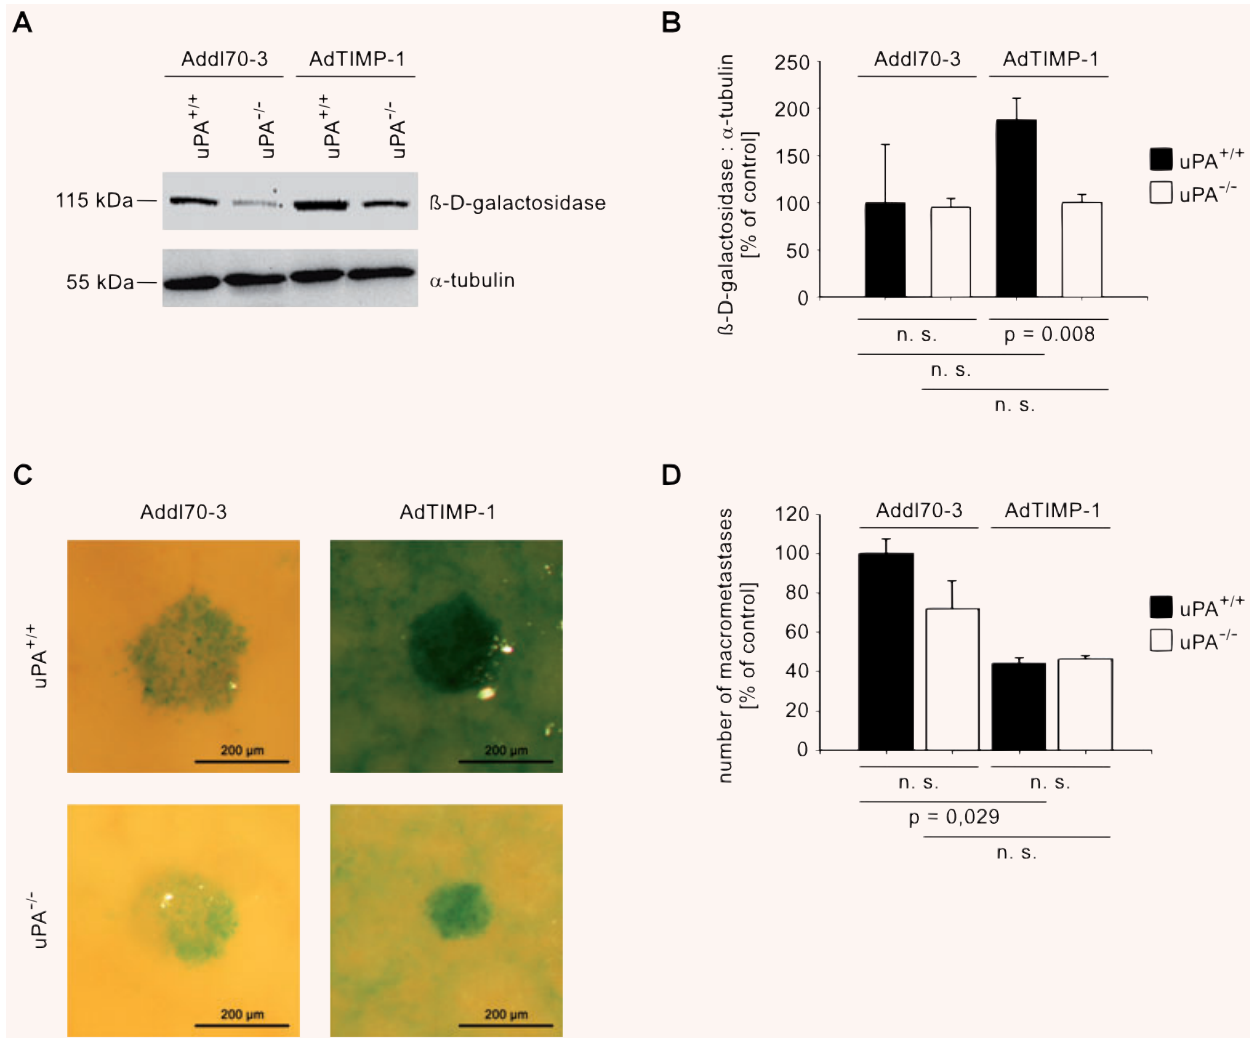 A
Addl70-3 AdTIMP-1
uPA+/+ uPA-/- uPA+/+ uPA-/-
115 kDa ß-D-galactosidase
55 kDa α-tubulin
B
ß-D-galactosidase : α-tubulin
[% of control]
Addl70-3 AdTIMP-1
250
200
150
100
50
0
uPA+/+
uPA-/-
n. s. p = 0.008
n. s.
n. s.
C
Addl70-3 AdTIMP-1
uPA+/+
200 µm 200 µm
uPA-/-
200 µm 200 µm
D
number of macrometastases
[% of control]
Addl70-3 AdTIMP-1
120
100
80
60
40
20
0
uPA+/+
uPA-/-
n. s. n. s.
p = 0,029
n. s.